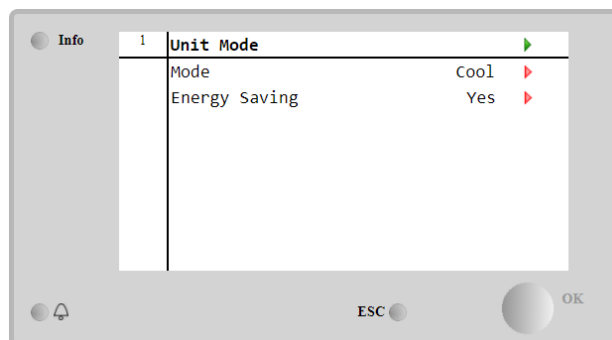 Info
1 Unit Mode
Mode Cool
Energy Saving Yes
ESC
OK